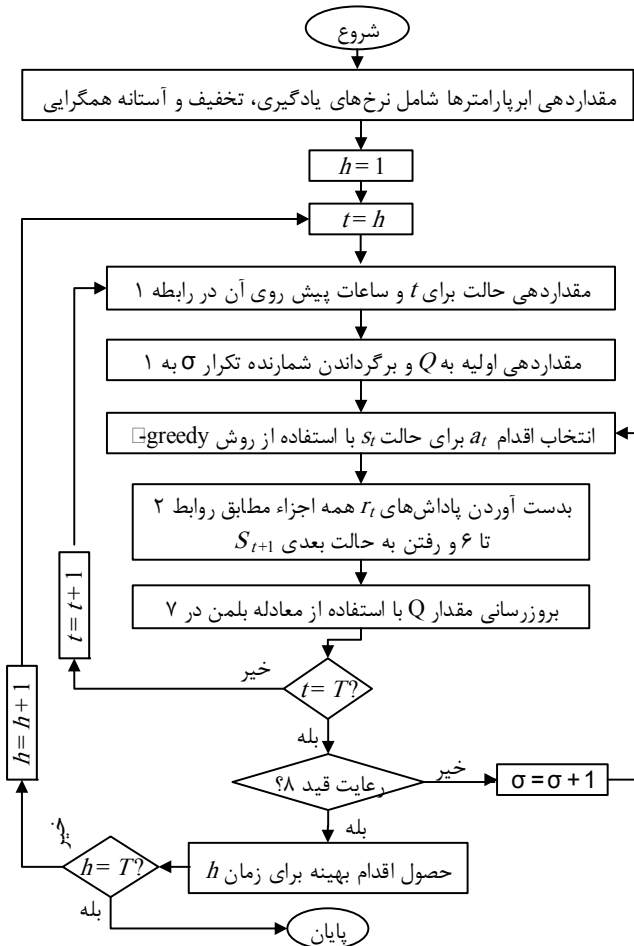 شروع
مقداردهی ابرپارامترها شامل نرخ‌های یادگیری، تخفیف و آستانه همگرایی
h = 1
t = h
مقداردهی حالت برای t و ساعات پیش روی آن در رابطه ۱
مقداردهی اولیه به Q و برگرداندن شمارنده تکرار σ به ۱
انتخاب اقدام at برای حالت st با استفاده از روش □-greedy
بدست آوردن پاداش‌های rt همه اجزاء مطابق روابط ۲
تا ۶ و رفتن به حالت بعدی St+1
بروزرسانی مقدار Q با استفاده از معادله بلمن در ۷
t = t + 1
h = h + 1
خیر
t = T?
بله
رعایت قید ۸؟
خیر
σ = σ + 1
بله
حصول اقدام بهینه برای زمان h
خیر
h = T?
بله
پایان